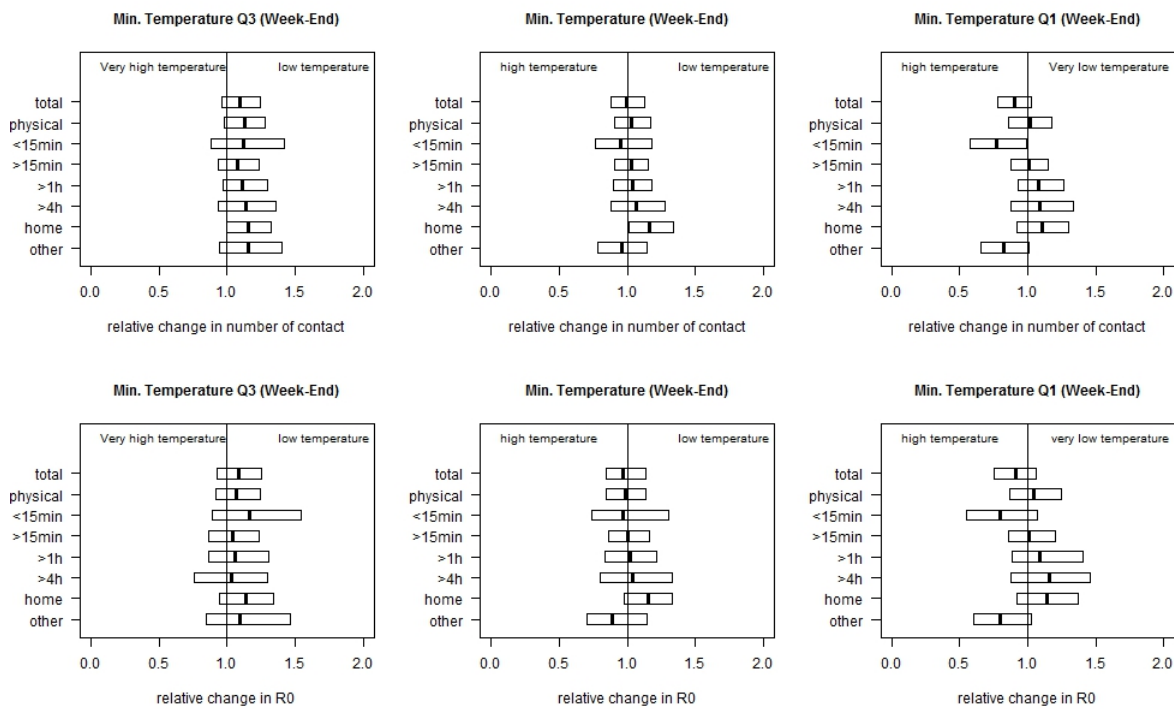 Min. Temperature Q3 (Week-End)
Very high temperature
low temperature
total
physical
<15min
>15min
>1h
>4h
home
other
0.0 0.5 1.0 1.5 2.0
relative change in number of contact
Min. Temperature (Week-End)
high temperature
low temperature
total
physical
<15min
>15min
>1h
>4h
home
other
0.0 0.5 1.0 1.5 2.0
relative change in number of contact
Min. Temperature Q1 (Week-End)
high temperature
Very low temperature
total
physical
<15min
>15min
>1h
>4h
home
other
0.0 0.5 1.0 1.5 2.0
relative change in number of contact
Min. Temperature Q3 (Week-End)
Very high temperature
low temperature
total
physical
<15min
>15min
>1h
>4h
home
other
0.0 0.5 1.0 1.5 2.0
relative change in R0
Min. Temperature (Week-End)
high temperature
low temperature
total
physical
<15min
>15min
>1h
>4h
home
other
0.0 0.5 1.0 1.5 2.0
relative change in R0
Min. Temperature Q1 (Week-End)
high temperature
very low temperature
total
physical
<15min
>15min
>1h
>4h
home
other
0.0 0.5 1.0 1.5 2.0
relative change in R0